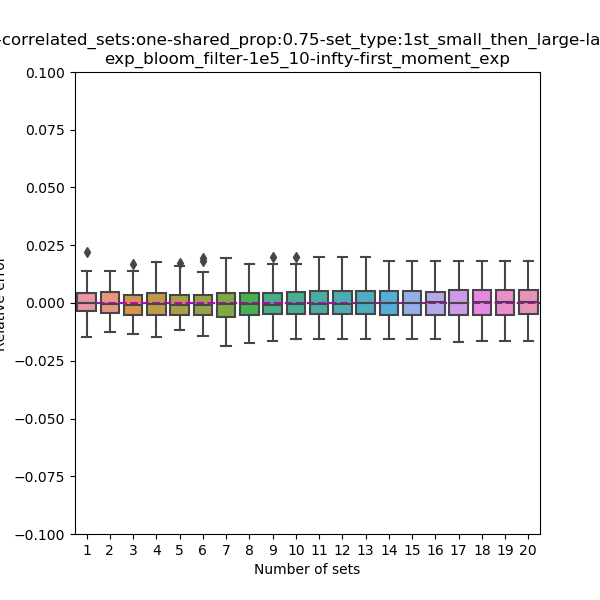 -correlated_sets:one-shared_prop:0.75-set_type:1st_small_then_large-la
exp_bloom_filter-1e5_10-infty-first_moment_exp
0.100
0.075
0.050
0.025
0.000
−0.025
−0.050
−0.075
−0.100
Relative error
1 2 3 4 5 6 7 8 9 10 11 12 13 14 15 16 17 18 19 20
Number of sets